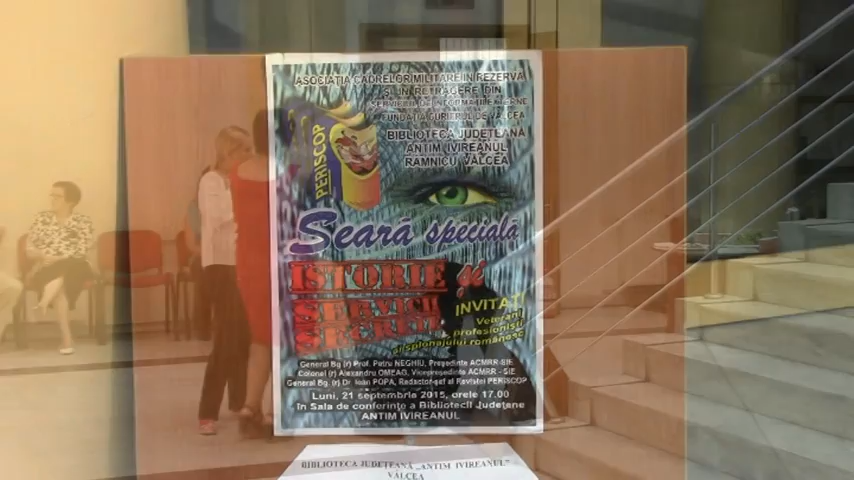 ASOCIAȚIA CADRELOR MILITARE ÎN REZERVĂ
ȘI ÎN RETRAGERE DIN
SERVICIUL DE INFORMAȚII EXTERNE
FUNDAȚIA CURIERUL DE VÂLCEA
BIBLIOTECA JUDEȚEANĂ
ANTIM IVIREANUL
RAMNICU VÂLCEA
PERISCOP
Seară specială
ISTORIE și
SERVICII
SECRETE
INVITAȚI
Veterani
profesioniști
ai spionajului românesc
General Bg (r) Prof. Petru NEGHIU, Președinte ACMRR-SIE
Colonel (r) Alexandru OMEAG, Vicepreședinte ACMRR - SIE
General Bg. (r) Dr. Ioan POPA, Redactor-șef al Revistei PERISCOP
Luni, 21 septembrie 2015, orele 17.00
în Sala de conferințe a Bibliotecii Județene
ANTIM IVIREANUL
BIBLIOTECA JUDEȚEANĂ „ANTIM IVIREANUL"
VÂLCEA